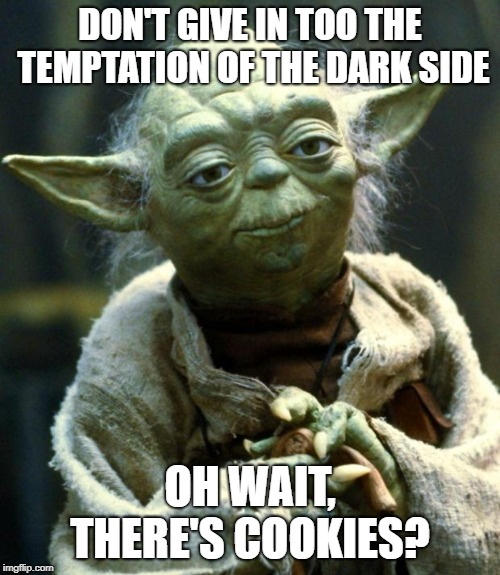 DON'T GIVE IN TOO THE
TEMPTATION OF THE DARK SIDE
OH WAIT,
THERE'S COOKIES?
imgflip.com